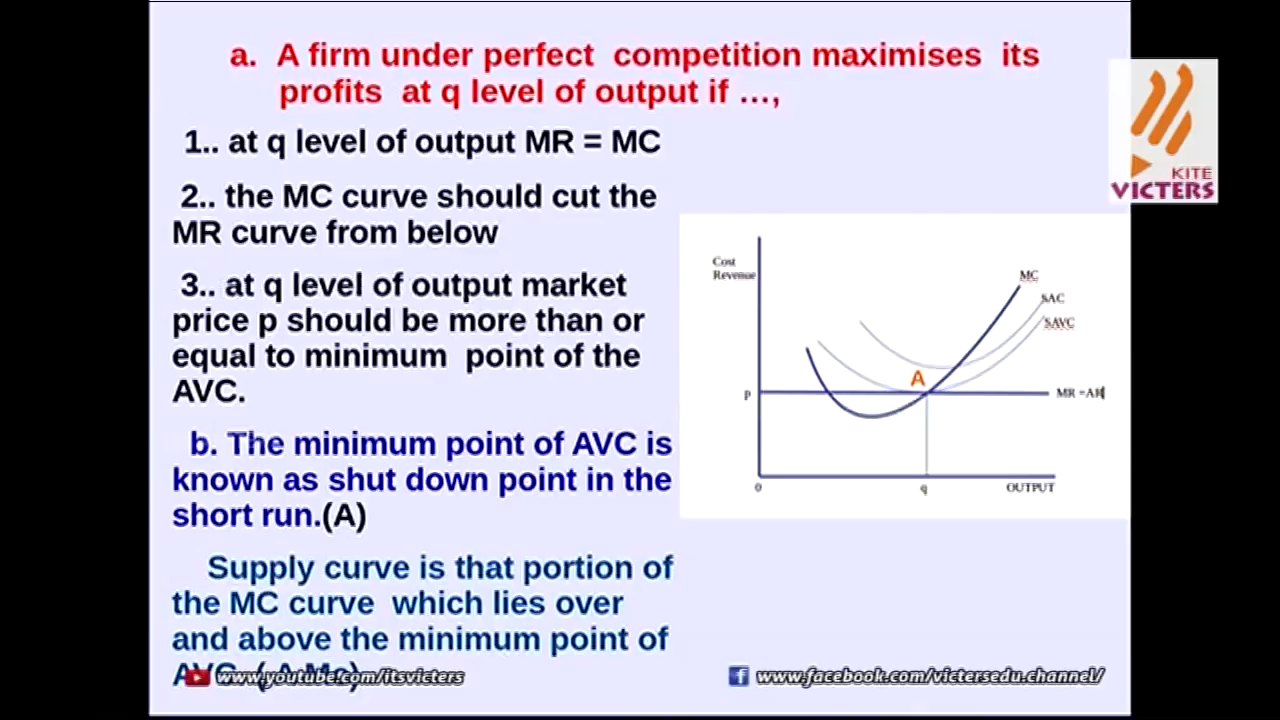 a. A firm under perfect competition maximises its
profits at q level of output if ...,
1.. at q level of output MR = MC
2.. the MC curve should cut the
MR curve from below
3.. at q level of output market
price p should be more than or
equal to minimum point of the
AVC.
b. The minimum point of AVC is
known as shut down point in the
short run.(A)
Supply curve is that portion of
the MC curve which lies over
and above the minimum point of
KITE
VICTERS
Cost
Revenue
MC
SAC
SAVC
A
P
MR =AR
0
q
OUTPUT
www.youtube.com/itsvicters
www.facebook.com/victersedu.channel/